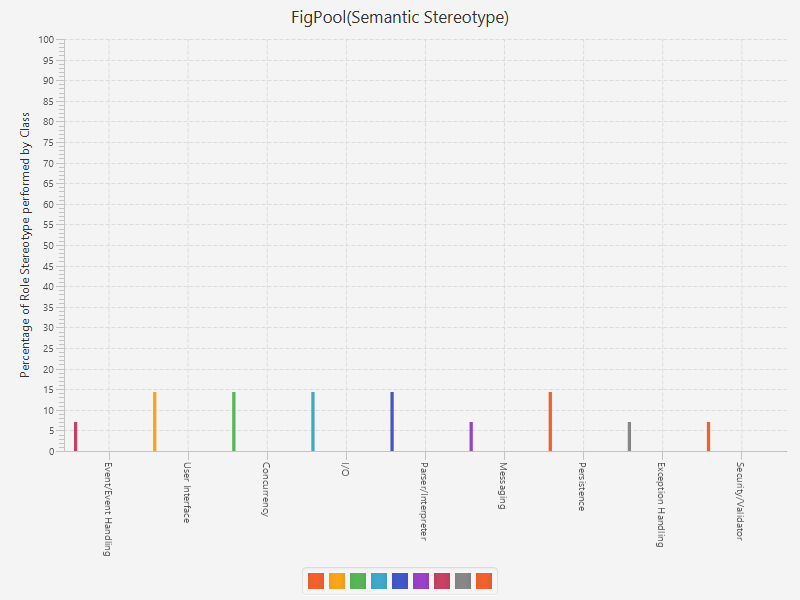 FigPool(Semantic Stereotype)
Percentage of Role Stereotype performed by Class
100
95
90
85
80
75
70
65
60
55
50
45
40
35
30
25
20
15
10
5
0
Event/Event Handling
User Interface
Concurrency
I/O
Parser/Interpreter
Messaging
Persistence
Exception Handling
Security/Validator